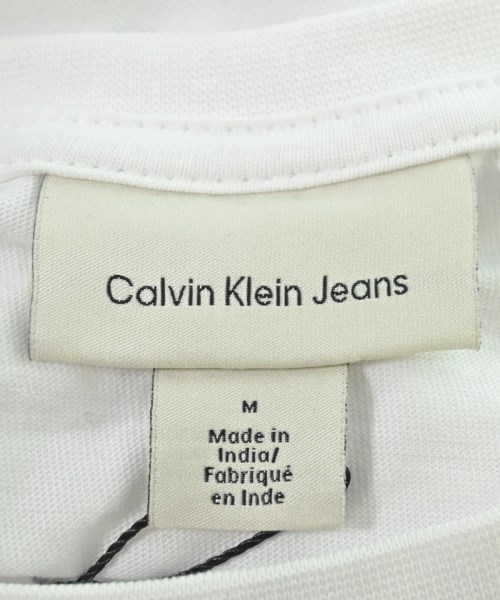 Calvin Klein Jeans
M
Made in
India/
Fabriqué
en Inde